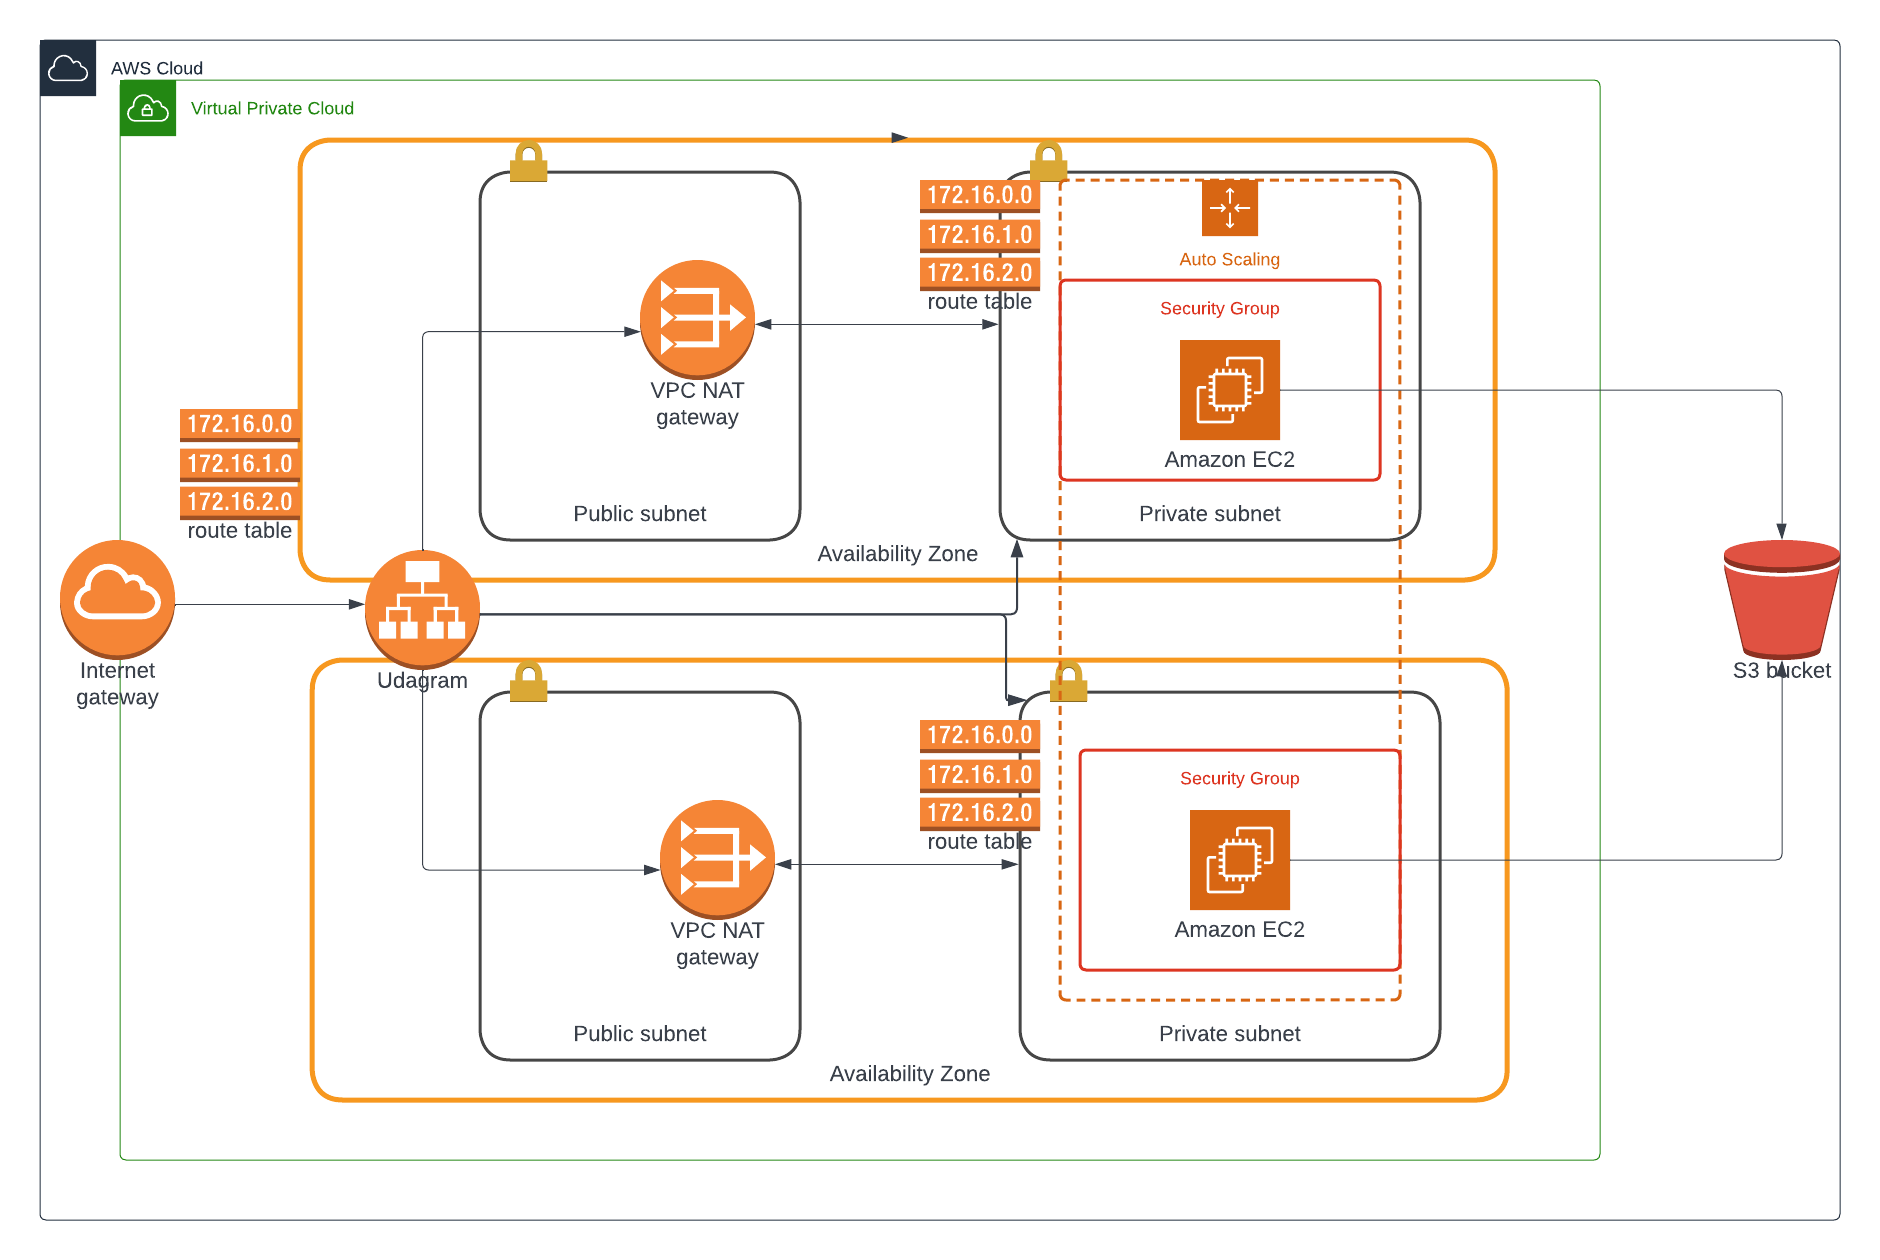 AWS Cloud
Virtual Private Cloud
172.16.0.0
172.16.1.0
172.16.2.0
route table
Auto Scaling
Security Group
VPC NAT
gateway
Amazon EC2
Public subnet
Private subnet
Availability Zone
172.16.0.0
172.16.1.0
172.16.2.0
route table
Internet
gateway
Udagram
S3 bucket
172.16.0.0
172.16.1.0
172.16.2.0
route table
Security Group
VPC NAT
gateway
Amazon EC2
Public subnet
Private subnet
Availability Zone